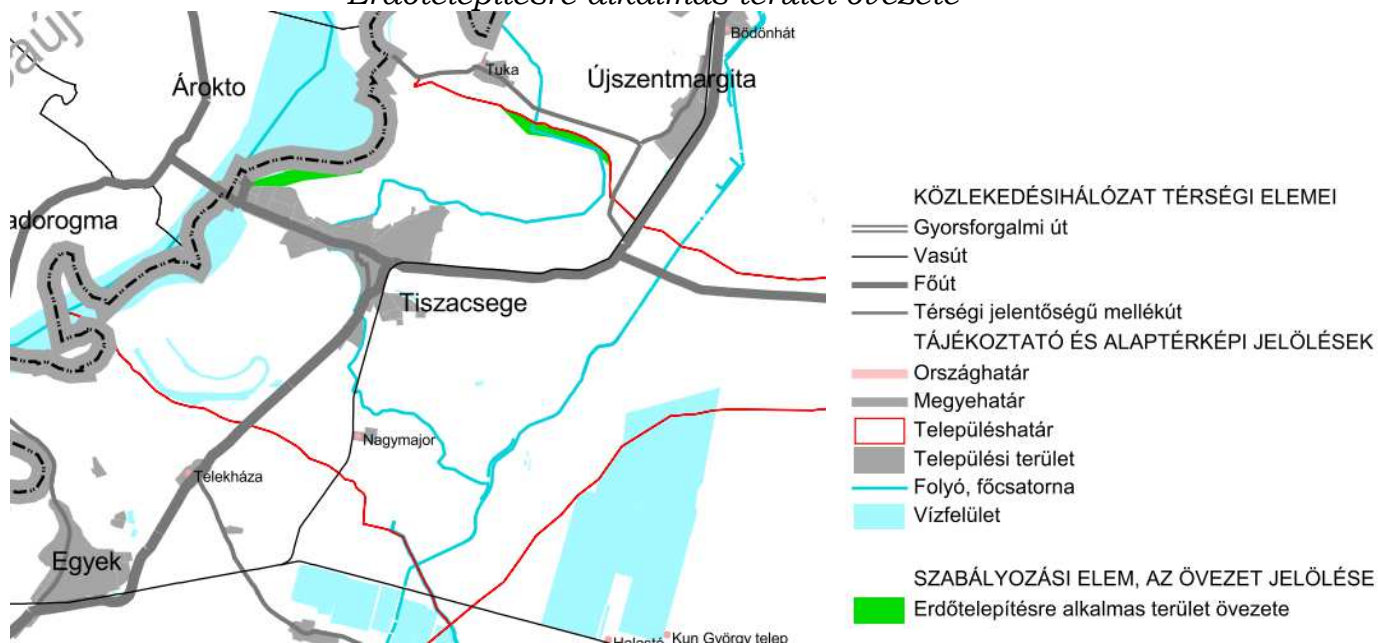 Erdőtelepítésre alkalmas terület övezete
Bödönhát
Tuka
Újszentmargita
Árokto
adorogma
Tiszacsege
Nagymajor
Telekháza
Egyek
Kun György telep
KÖZLEKEDÉSIHÁLÓZAT TÉRSÉGI ELEMEI
Gyorsforgalmi út
Vasút
Főút
Térségi jelentőségű mellékút
TÁJÉKOZTATÓ ÉS ALAPTÉRKÉPI JELÖLÉSEK
Országhatár
Megyehatár
Településhatár
Települési terület
Folyó, főcsatorna
Vízfelület
SZABÁLYOZÁSI ELEM, AZ ÖVEZET JELÖLÉSE
Erdőtelepítésre alkalmas terület övezete